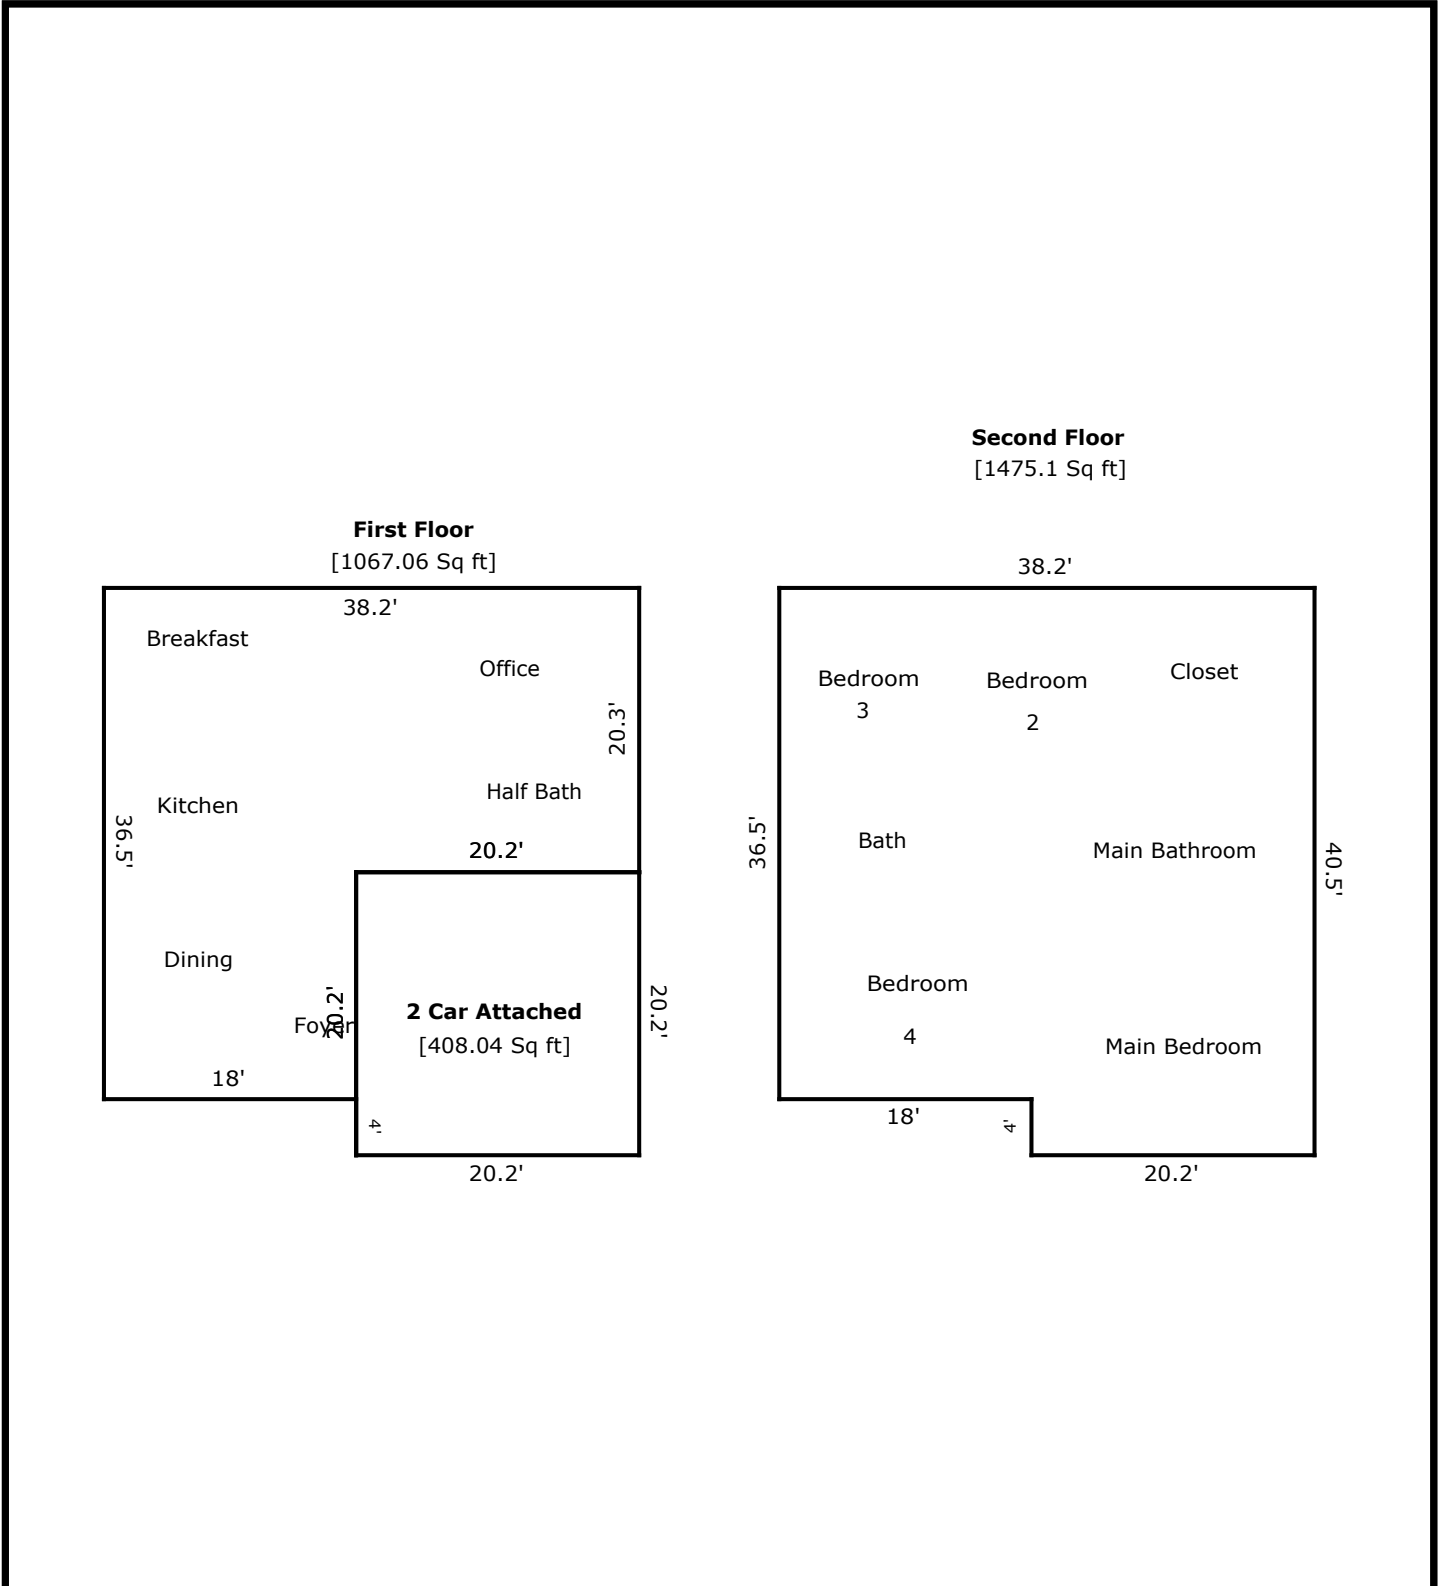 Second Floor
[1475.1 Sq ft]
First Floor
[1067.06 Sq ft]
38.2'
Breakfast
Office
20.3'
Half Bath
Kitchen
36.5'
20.2'
Dining
Foyer
20.2'
2 Car Attached
[408.04 Sq ft]
20.2'
18'
4'
20.2'
38.2'
Bedroom
3
Bedroom
2
Closet
36.5'
Bath
Main Bathroom
40.5'
Bedroom
4
Main Bedroom
18'
4'
20.2'